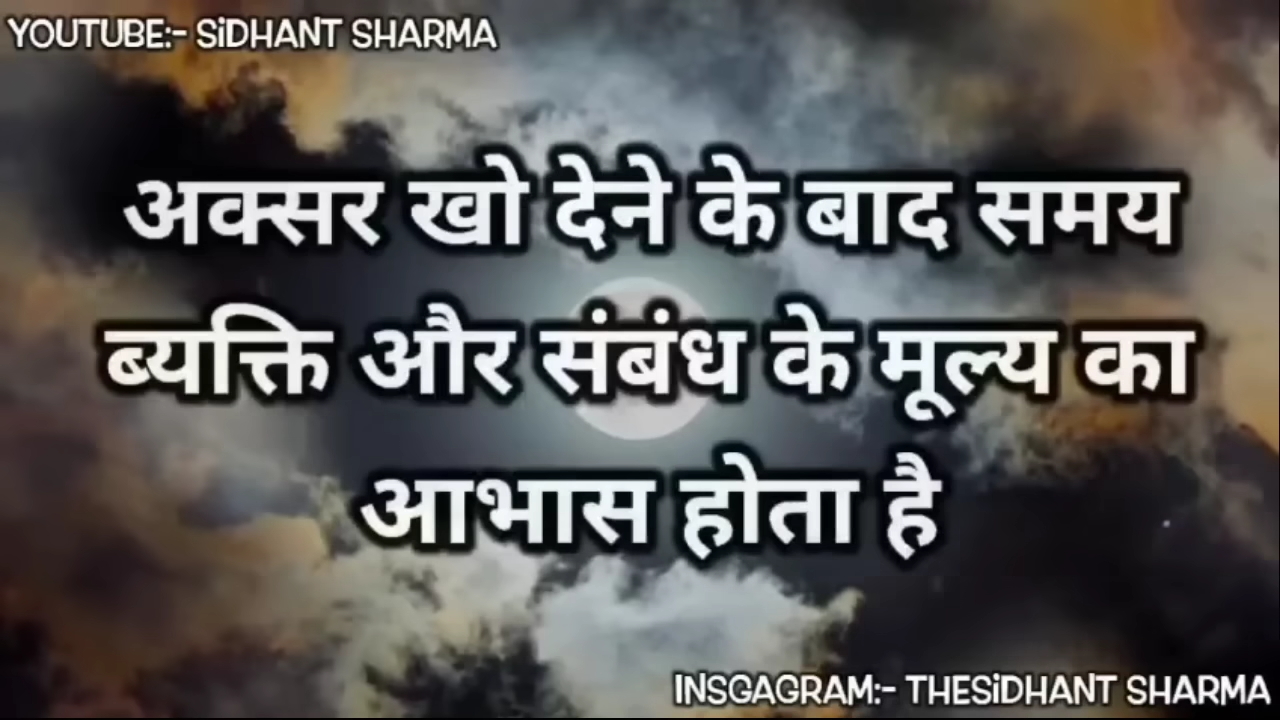 YOUTUBE:- SiDHANT SHARMA
अक्सर खो देने के बाद समय
ब्यक्ति और संबंध के मूल्य का
आभास होता है
INSGAGRAM:- THESiDHANT SHARMA